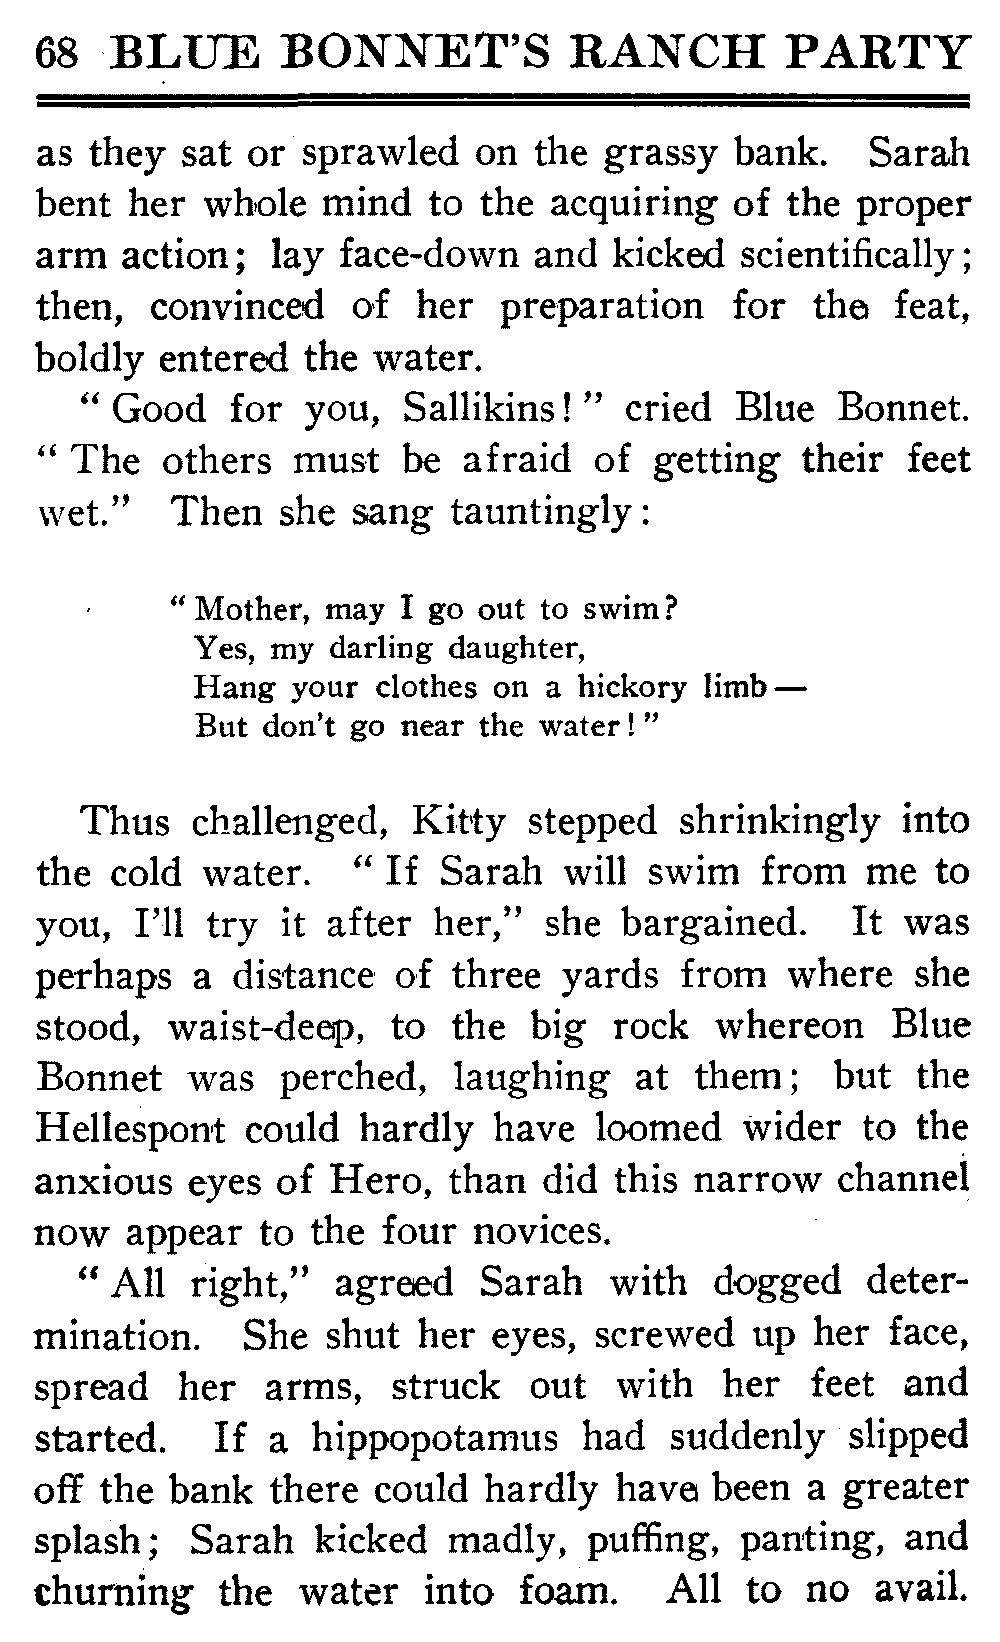 68 BLUE BONNET'S RANCH PARTY
as they sat or sprawled on the grassy bank. Sarah
bent her whole mind to the acquiring of the proper
arm action; lay face-down and kicked scientifically;
then, convinced of her preparation for the feat,
boldly entered the water.
"Good for you, Sallikins!" cried Blue Bonnet.
"The others must be afraid of getting their feet
wet." Then she sang tauntingly:
"Mother, may I go out to swim?
Yes, my darling daughter,
Hang your clothes on a hickory limb—
But don't go near the water!"
Thus challenged, Kitty stepped shrinkingly into
the cold water. "If Sarah will swim from me to
you, I'll try it after her," she bargained. It was
perhaps a distance of three yards from where she
stood, waist-deep, to the big rock whereon Blue
Bonnet was perched, laughing at them; but the
Hellespont could hardly have loomed wider to the
anxious eyes of Hero, than did this narrow channel
now appear to the four novices.
"All right," agreed Sarah with dogged deter-
mination. She shut her eyes, screwed up her face,
spread her arms, struck out with her feet and
started. If a hippopotamus had suddenly slipped
off the bank there could hardly have been a greater
splash; Sarah kicked madly, puffing, panting, and
churning the water into foam. All to no avail.